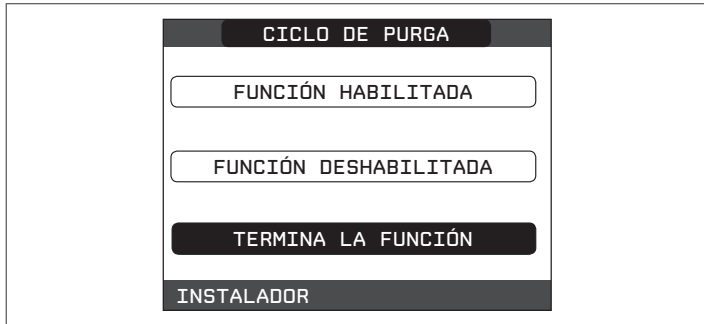 CICLO DE PURGA
FUNCIÓN HABILITADA
FUNCIÓN DESHABILITADA
TERMINA LA FUNCIÓN
INSTALADOR